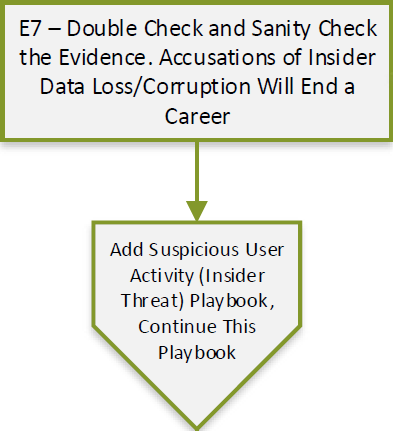 E7 – Double Check and Sanity Check
the Evidence. Accusations of Insider
Data Loss/Corruption Will End a
Career
Add Suspicious User
Activity (Insider
Threat) Playbook,
Continue This
Playbook